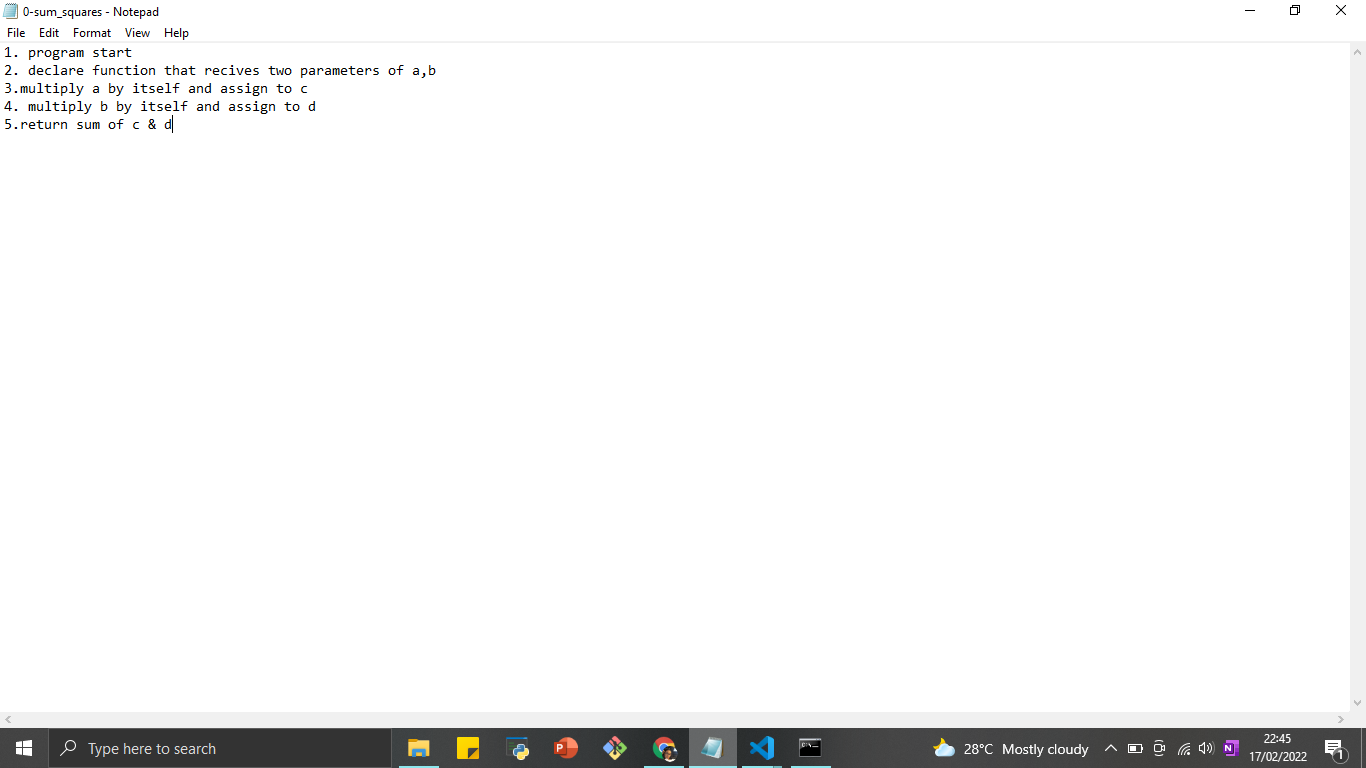 0-sum_squares - Notepad
File Edit Format View Help
1. program start
2. declare function that recives two parameters of a,b
3.multiply a by itself and assign to c
4. multiply b by itself and assign to d
5.return sum of c & d
Type here to search
28°C Mostly cloudy
22:45
17/02/2022
1